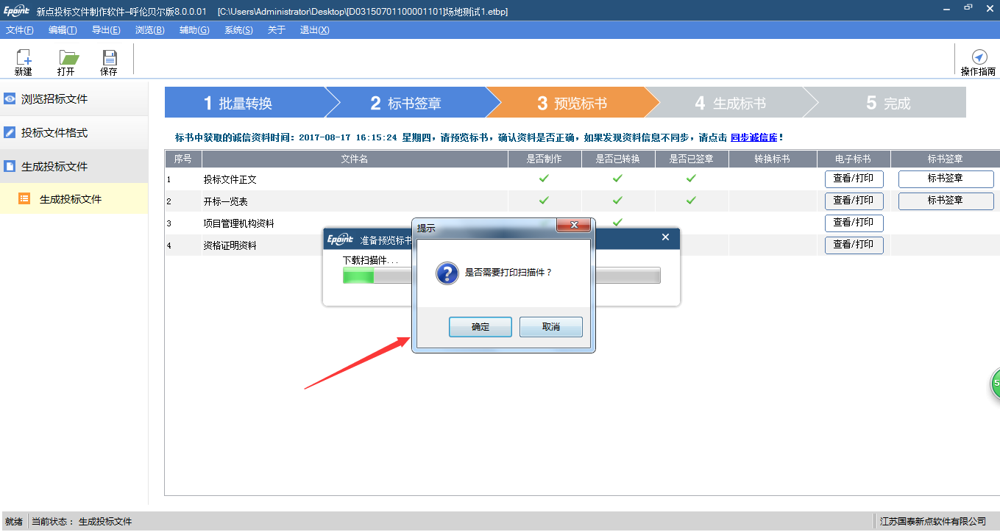 Epoint 新点投标文件制作软件--呼伦贝尔版8.0.0.01 [C:\Users\Administrator\Desktop\[D03150701100001101]场地测试1.etbp]
文件(F) 编辑(T) 导出(E) 浏览(B) 辅助(G) 系统(S) 关于 退出(X)
新建 打开 保存 操作指南
浏览招标文件
投标文件格式
生成投标文件
生成投标文件
1 批量转换 2 标书签章 3 预览标书 4 生成标书 5 完成
标书中获取的诚信资料时间：2017-08-17 16:15:24 星期四，请预览标书，确认资料是否正确，如果发现资料信息不同步，请点击 同步诚信库！
序号 文件名 是否制作 是否已转换 是否已签章 转换标书 电子标书 标书签章
1 投标文件正文 查看/打印 标书签章
2 开标一览表 查看/打印 标书签章
3 项目管理机构资料 查看/打印
4 资格证明资料 查看/打印
Epoint 准备预览标书
下载扫描件...
提示
是否需要打印扫描件？
确定 取消
5
就绪 当前状态： 生成投标文件 江苏国泰新点软件有限公司